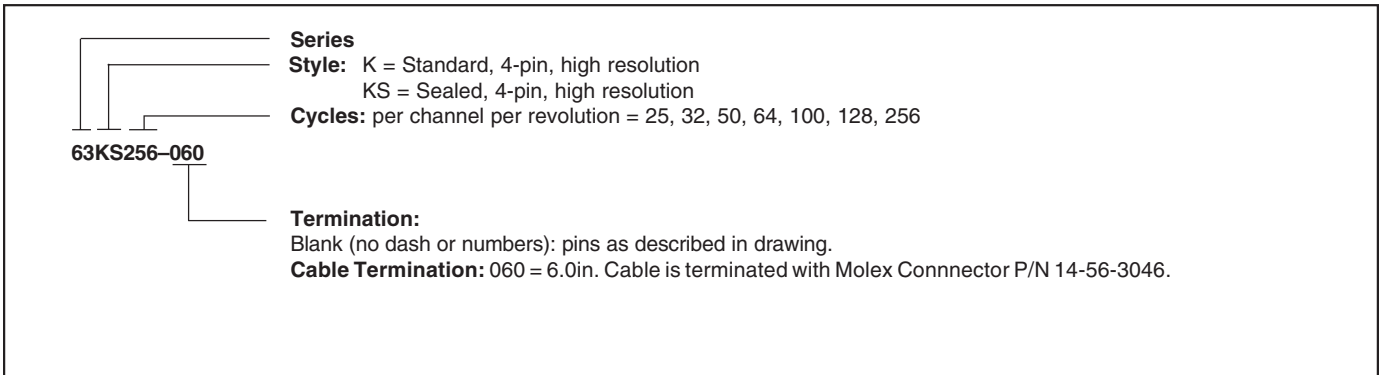 Series
Style: K = Standard, 4-pin, high resolution
KS = Sealed, 4-pin, high resolution
Cycles: per channel per revolution = 25, 32, 50, 64, 100, 128, 256
63KS256–060
Termination:
Blank (no dash or numbers): pins as described in drawing.
Cable Termination: 060 = 6.0in. Cable is terminated with Molex Connnector P/N 14-56-3046.